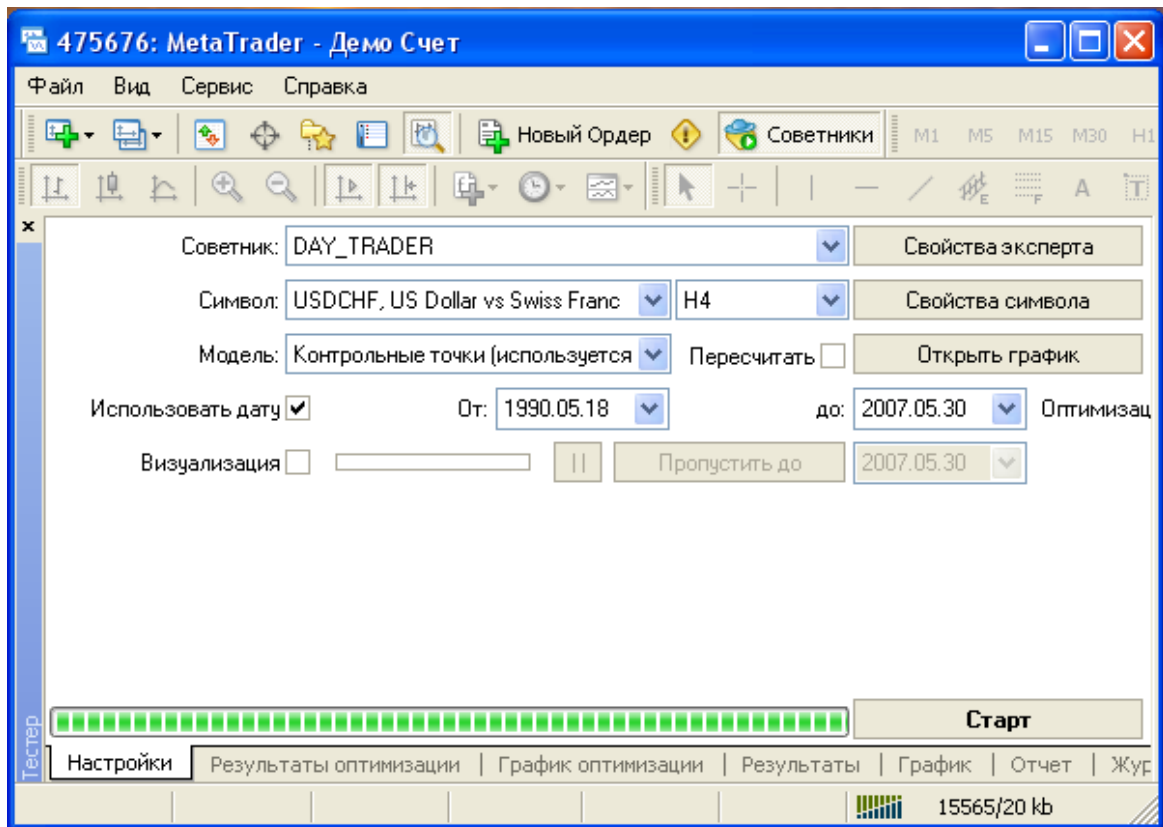 475676: MetaTrader - Демо Счет
Файл Вид Сервис Справка
Новый Ордер Советники M1 M5 M15 M30 H1
E F A T
Советник: DAY_TRADER Свойства эксперта
Символ: USDCHF, US Dollar vs Swiss Franc H4 Свойства символа
Модель: Контрольные точки (используется Пересчитать Открыть график
Использовать дату От: 1990.05.18 до: 2007.05.30 Оптимизац
Визуализация Пропустить до 2007.05.30
Старт
Тестер
Настройки Результаты оптимизации | График оптимизации | Результаты | График | Отчет | Жур
15565/20 kb